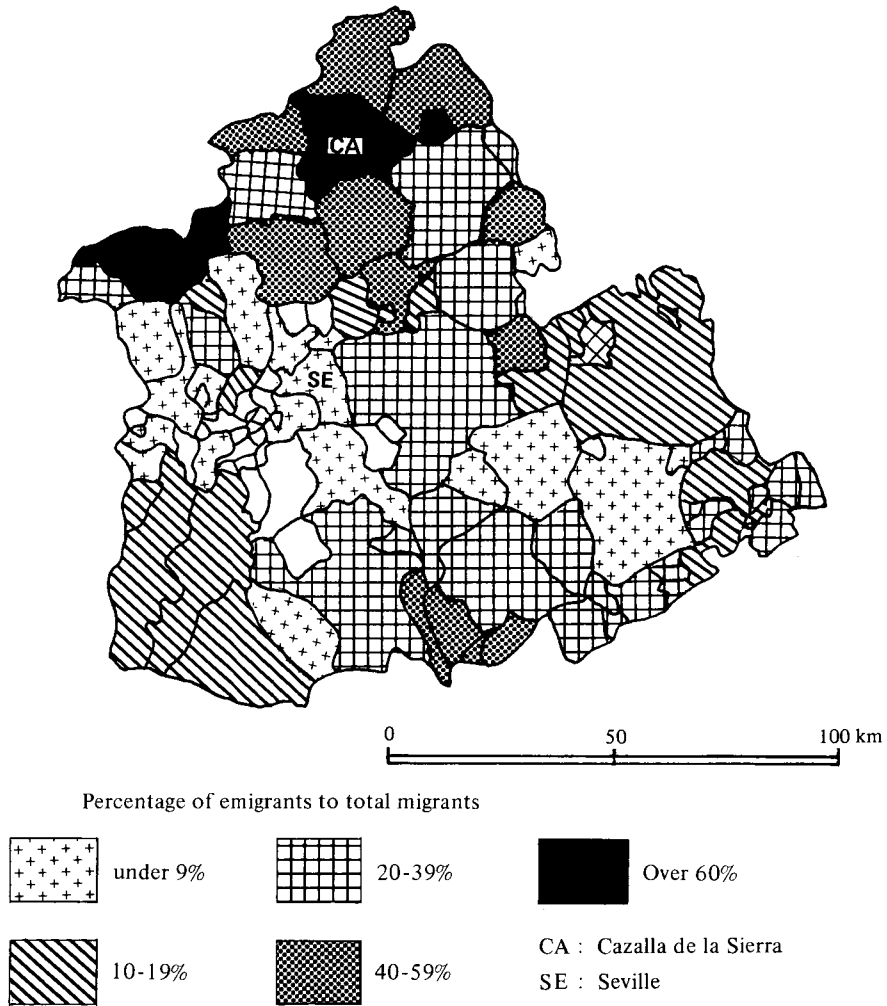 CA
SE
0 50 100 km
Percentage of emigrants to total migrants
under 9%
20-39%
Over 60%
10-19%
40-59%
CA : Cazalla de la Sierra
SE : Seville